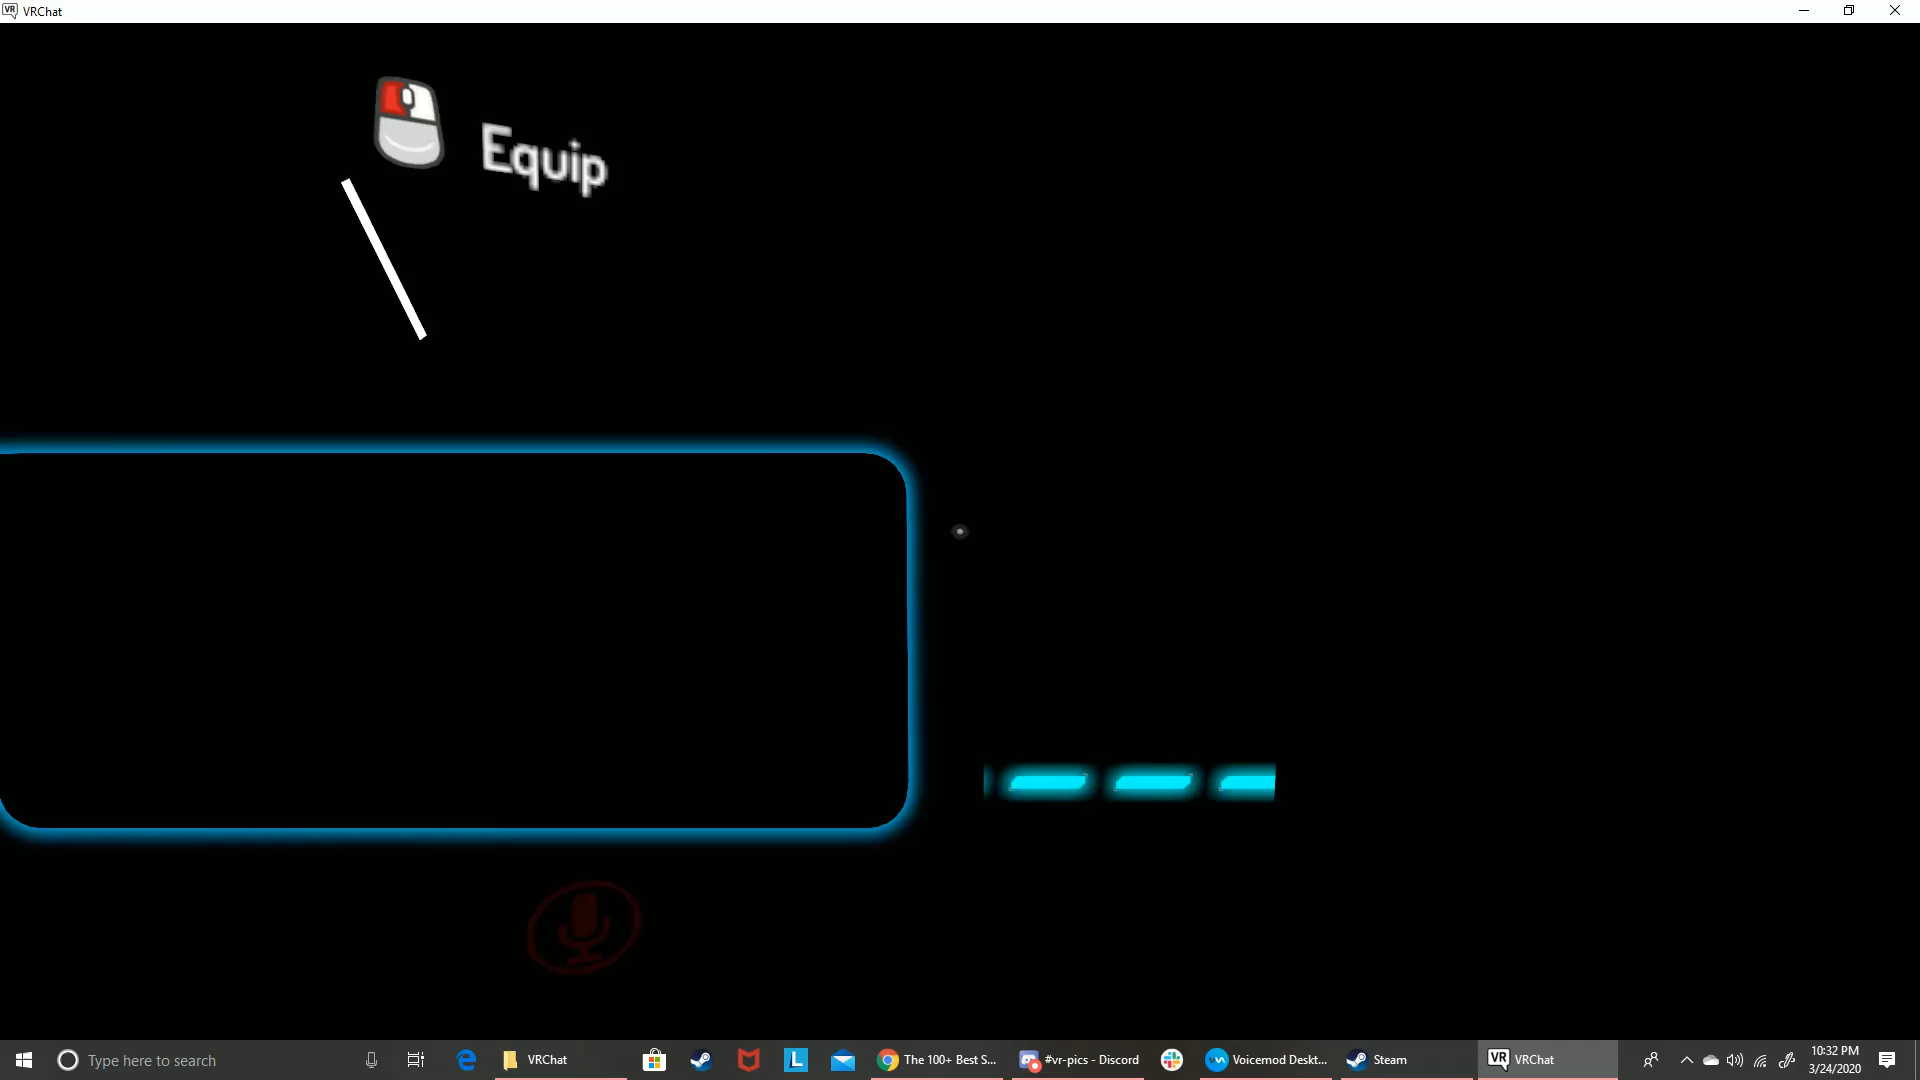 VRChat
Equip
Type here to search
VRChat
The 100+ Best S...
#vr-pics - Discord
Voicemod Deskt...
Steam
VR
VRChat
10:32 PM
3/24/2020